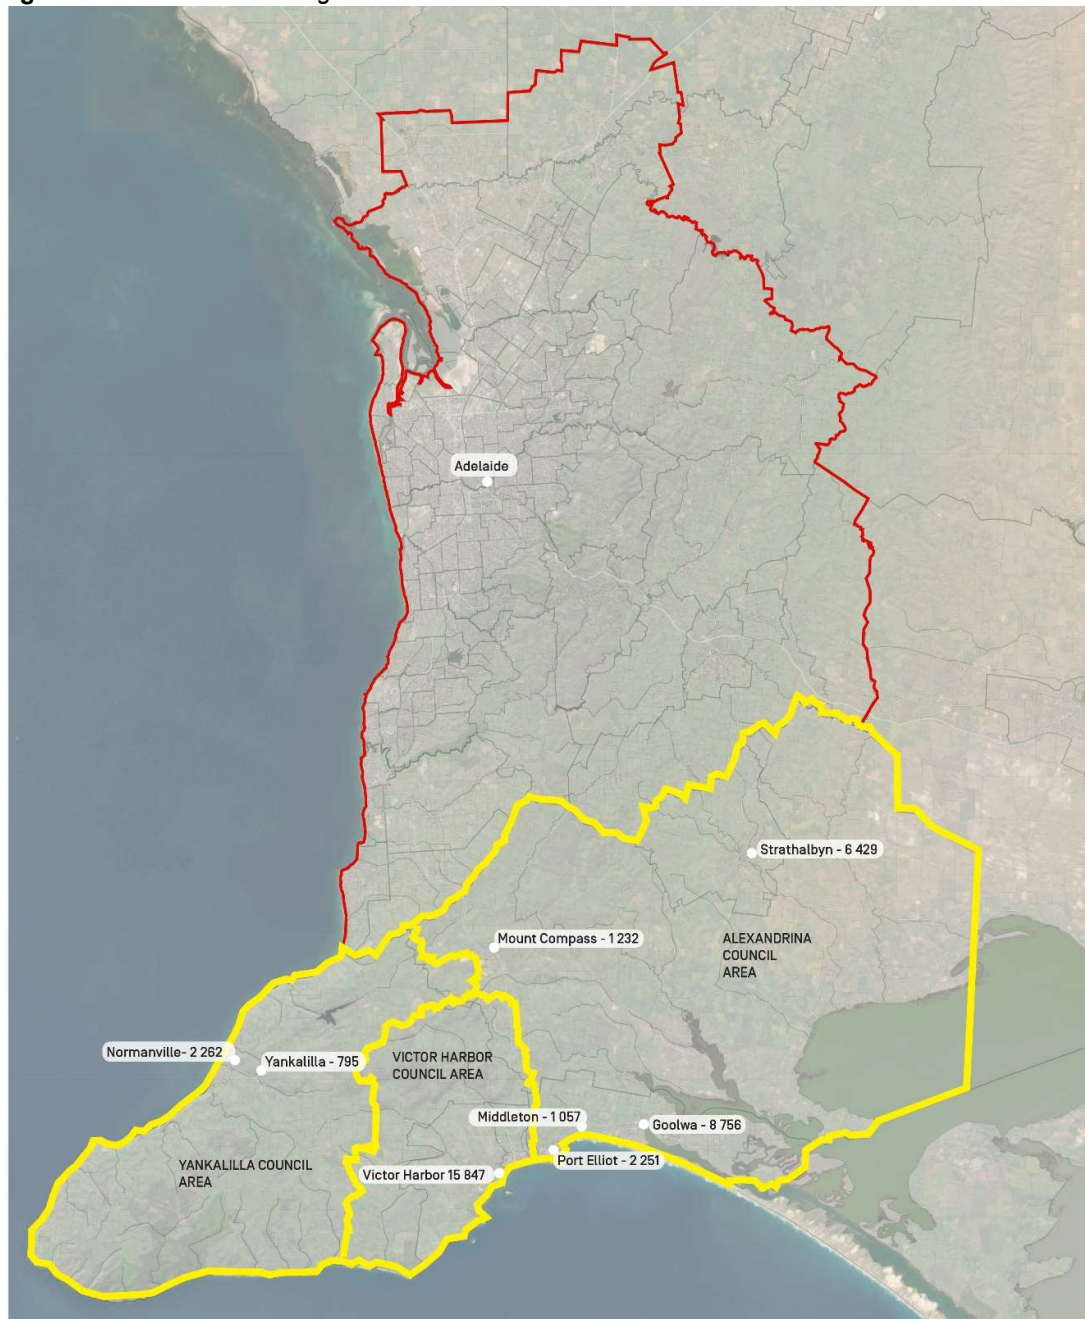 Adelaide
Strathalbyn - 6 429
Mount Compass - 1 232
ALEXANDRINA
COUNCIL
AREA
Normanville- 2 262
Yankalilla - 795
VICTOR HARBOR
COUNCIL AREA
Middleton - 1 057
Goolwa - 8 756
YANKALILLA COUNCIL
AREA
Victor Harbor 15 847
Port Elliot - 2 251